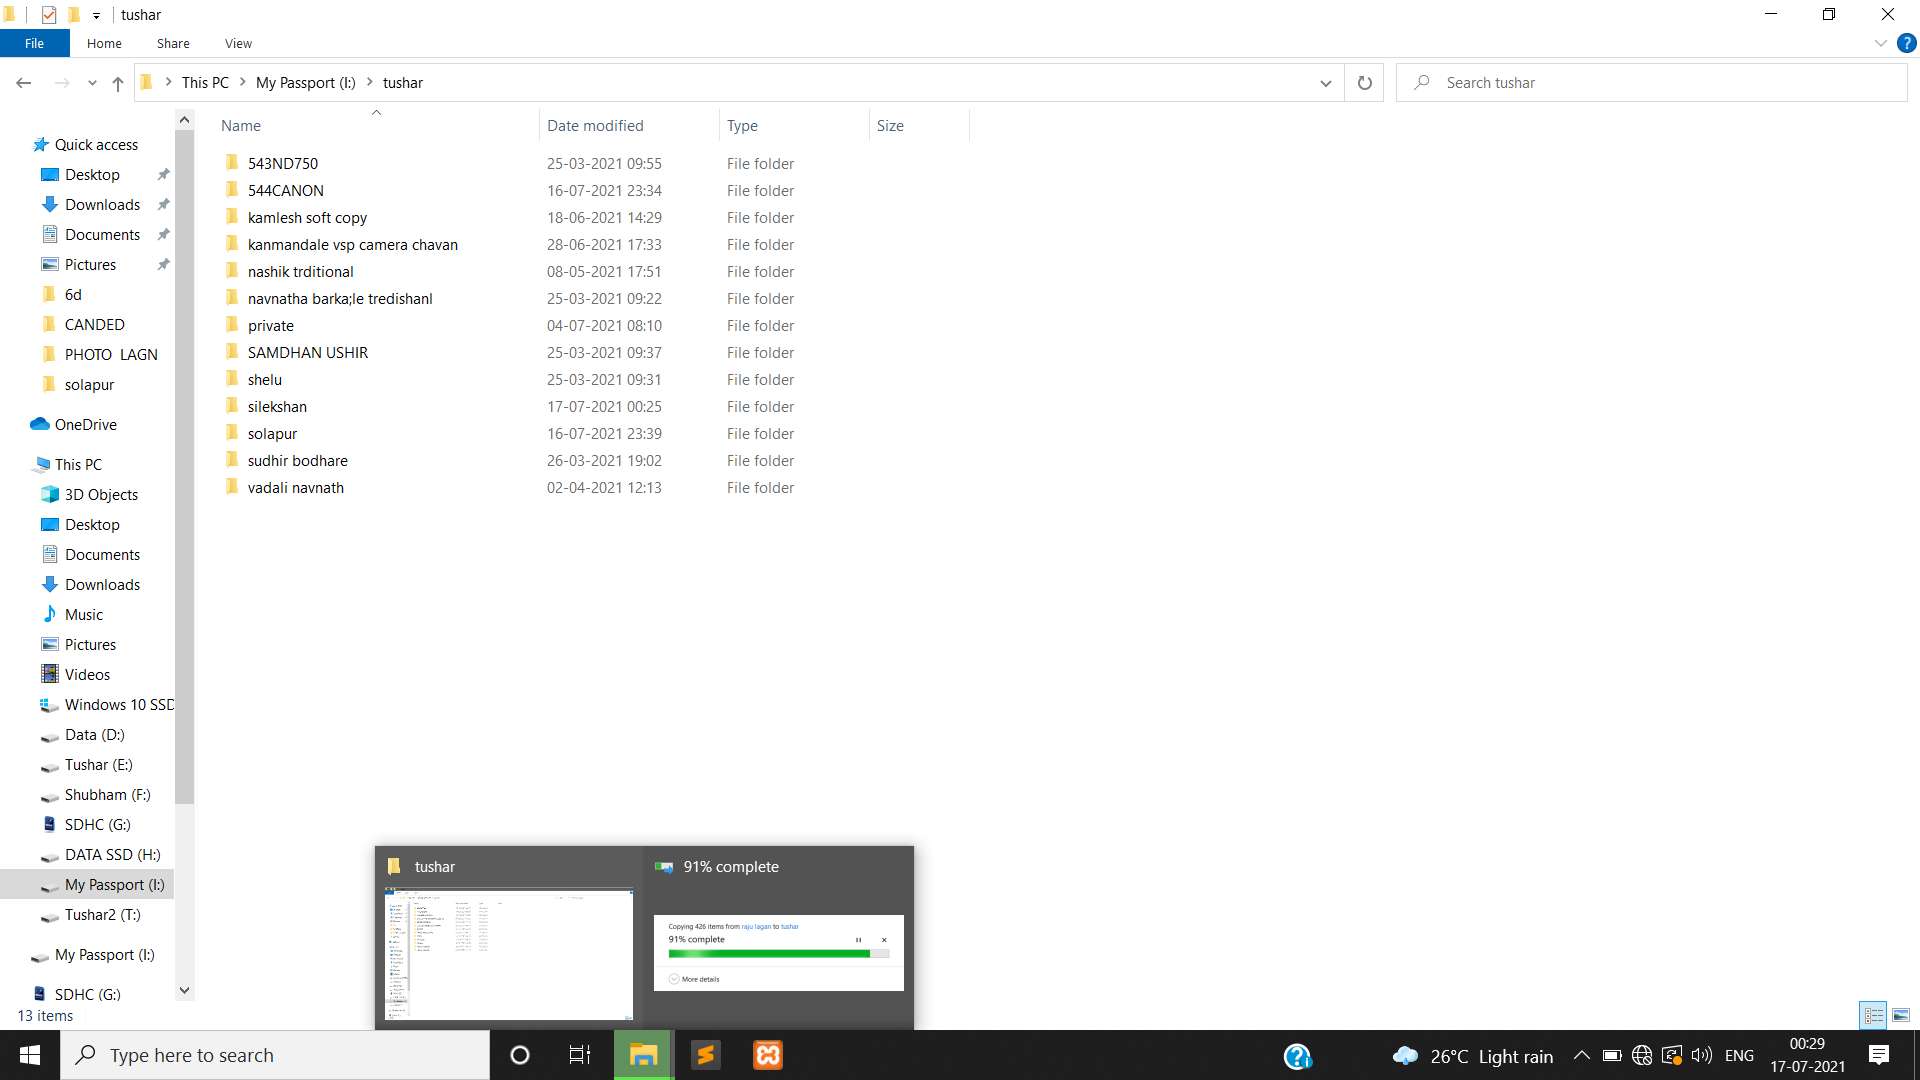 tushar
File Home Share View
This PC My Passport (I:) tushar
Search tushar
Name Date modified Type Size
Quick access
Desktop
Downloads
Documents
Pictures
6d
CANDED
PHOTO LAGN
solapur
OneDrive
This PC
3D Objects
Desktop
Documents
Downloads
Music
Pictures
Videos
Windows 10 SSD
Data (D:)
Tushar (E:)
Shubham (F:)
SDHC (G:)
DATA SSD (H:)
My Passport (I:)
Tushar2 (T:)
My Passport (I:)
SDHC (G:)
543ND750 25-03-2021 09:55 File folder
544CANON 16-07-2021 23:34 File folder
kamlesh soft copy 18-06-2021 14:29 File folder
kanmandale vsp camera chavan 28-06-2021 17:33 File folder
nashik trditional 08-05-2021 17:51 File folder
navnatha barka;le tredishanl 25-03-2021 09:22 File folder
private 04-07-2021 08:10 File folder
SAMDHAN USHIR 25-03-2021 09:37 File folder
shelu 25-03-2021 09:31 File folder
silekshan 17-07-2021 00:25 File folder
solapur 16-07-2021 23:39 File folder
sudhir bodhare 26-03-2021 19:02 File folder
vadali navnath 02-04-2021 12:13 File folder
13 items
tushar
91% complete
Copying 426 items from raju lagan to tushar
91% complete
More details
Type here to search
26°C Light rain
ENG
00:29
17-07-2021